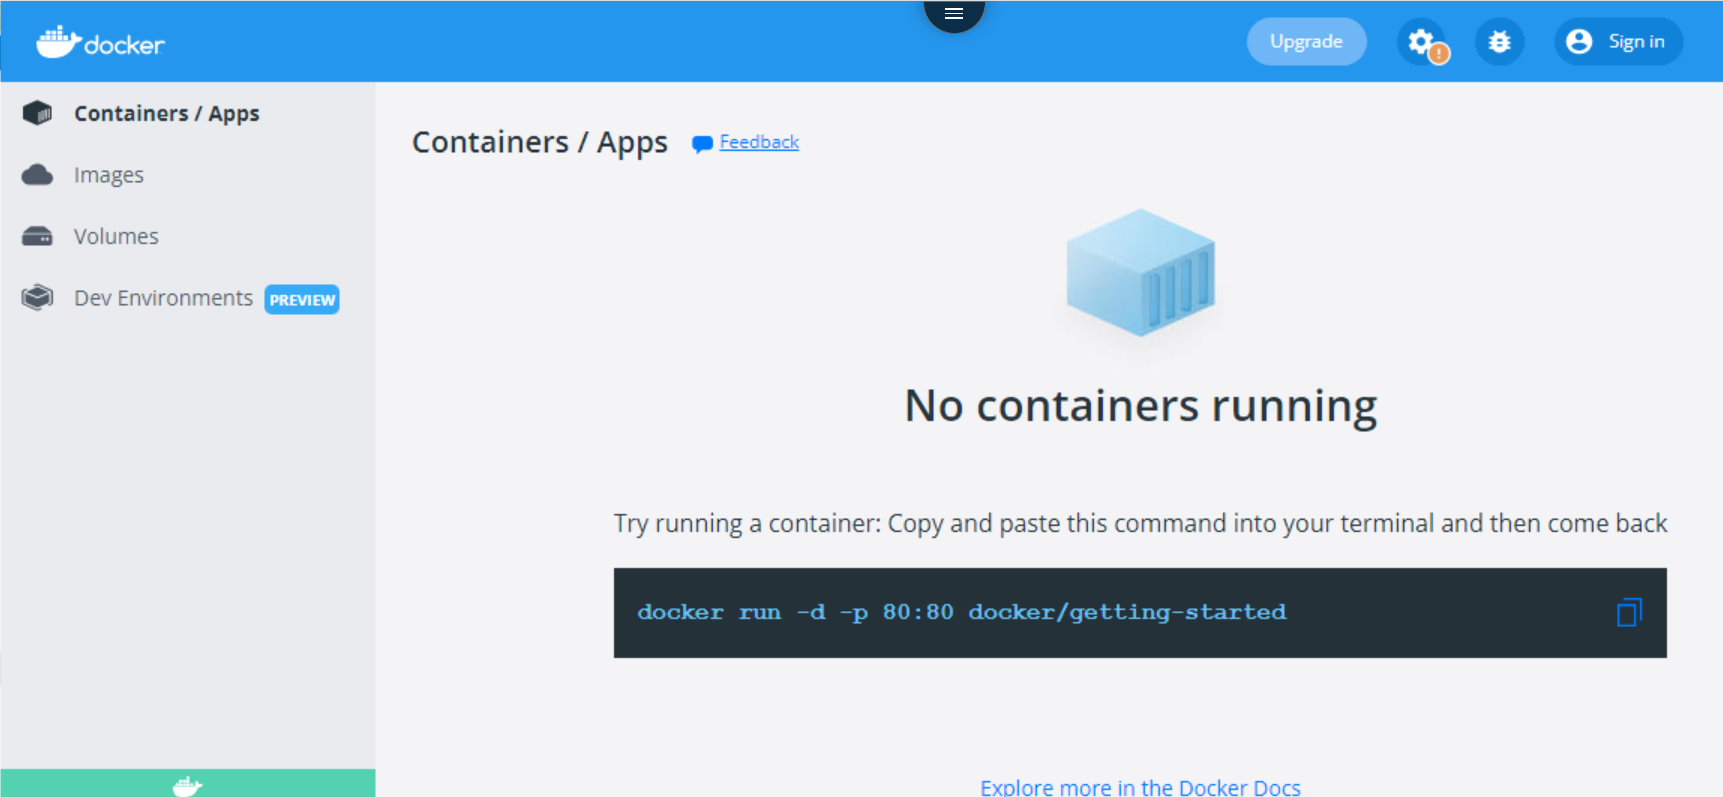 docker
Upgrade
Sign in
Containers / Apps
Images
Volumes
Dev Environments PREVIEW
Containers / Apps Feedback
No containers running
Try running a container: Copy and paste this command into your terminal and then come back
docker run -d -p 80:80 docker/getting-started
Explore more in the Docker Docs